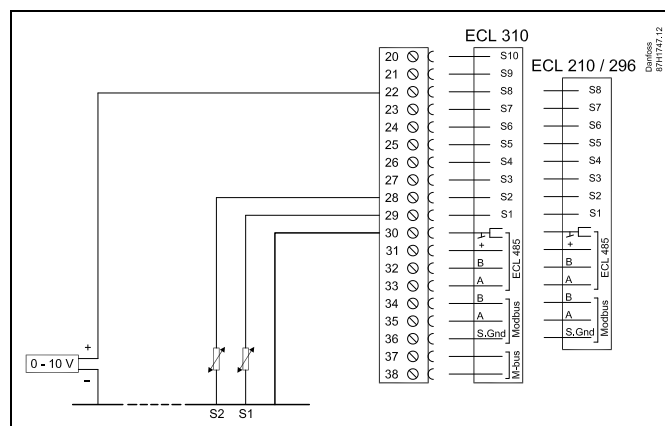 ECL 310
ECL 210 / 296
Danfoss
87H1747.12
20 S10
21 S9
22 S8 S8
23 S7 S7
24 S6 S6
25 S5 S5
26 S4 S4
27 S3 S3
28 S2 S2
29 S1 S1
30
31 + +
32 B B
33 A A
ECL 485 ECL 485
34 B B
35 A A
36 S.Gnd S.Gnd
Modbus Modbus
37
38
M-bus
+
0 - 10 V
–
S2 S1